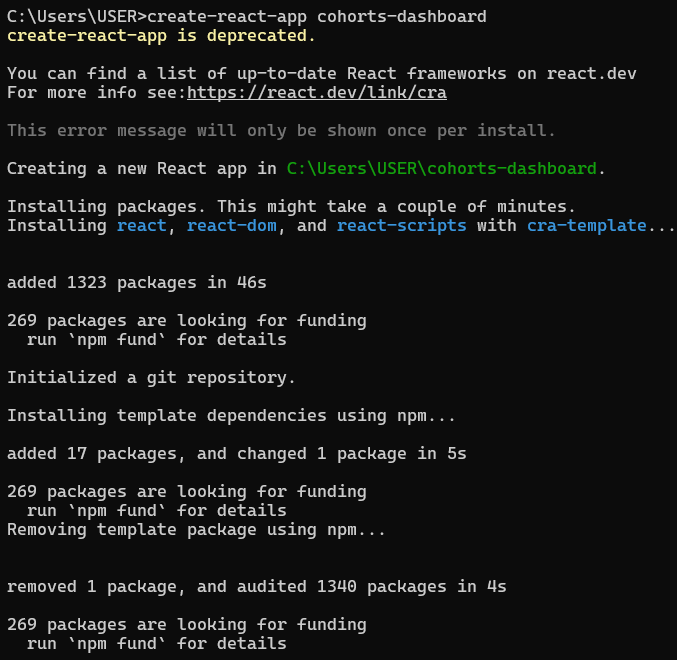 C:\Users\USER>create-react-app cohorts-dashboard
create-react-app is deprecated.
You can find a list of up-to-date React frameworks on react.dev
For more info see:https://react.dev/link/cra
This error message will only be shown once per install.
Creating a new React app in C:\Users\USER\cohorts-dashboard.
Installing packages. This might take a couple of minutes.
Installing react, react-dom, and react-scripts with cra-template...
added 1323 packages in 46s
269 packages are looking for funding
  run `npm fund` for details
Initialized a git repository.
Installing template dependencies using npm...
added 17 packages, and changed 1 package in 5s
269 packages are looking for funding
  run `npm fund` for details
Removing template package using npm...
removed 1 package, and audited 1340 packages in 4s
269 packages are looking for funding
  run `npm fund` for details